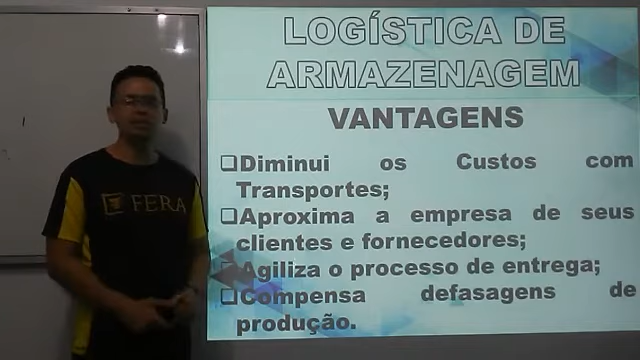 LOGÍSTICA DE
ARMAZENAGEM
VANTAGENS
Diminui os Custos com
Transportes;
Aproxima a empresa de seus
clientes e fornecedores;
Agiliza o processo de entrega;
Compensa defasagens de
produção.
FERA